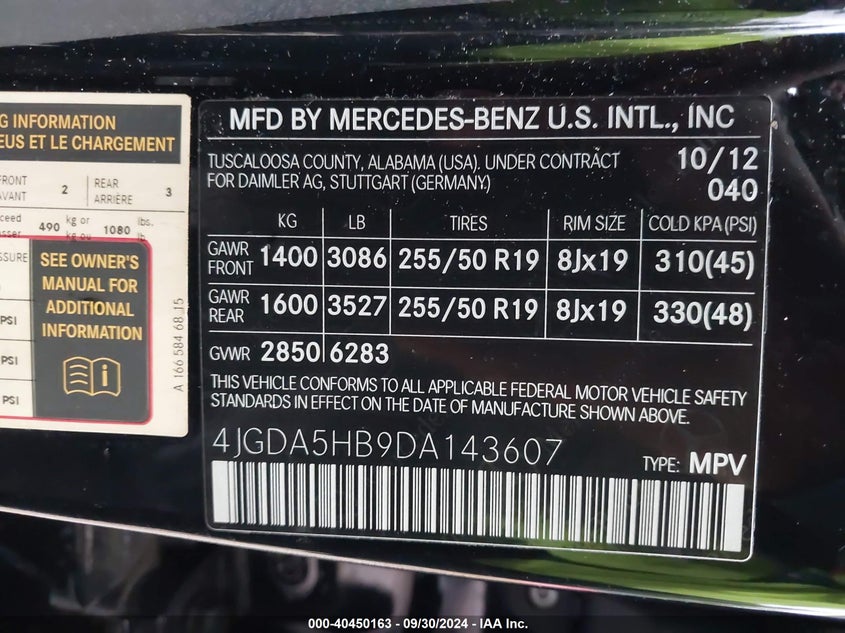 G INFORMATION
EUS ET LE CHARGEMENT
FRONT
AVANT
2
REAR
ARRIÈRE
3
490
kg or
kg ou
1080
lbs.
lb
SEE OWNER'S
MANUAL FOR
ADDITIONAL
INFORMATION
PSI
PSI
PSI
A 166 584 68 15
MFD BY MERCEDES-BENZ U.S. INTL., INC
TUSCALOOSA COUNTY, ALABAMA (USA). UNDER CONTRACT
FOR DAIMLER AG, STUTTGART (GERMANY)
10/12
040
KG LB TIRES RIM SIZE COLD KPA (PSI)
GAWR FRONT 1400 3086 255/50 R19 8Jx19 310(45)
GAWR REAR 1600 3527 255/50 R19 8Jx19 330(48)
GVWR 2850 6283
THIS VEHICLE CONFORMS TO ALL APPLICABLE FEDERAL MOTOR VEHICLE SAFETY
STANDARDS IN EFFECT ON THE DATE OF MANUFACTURE SHOWN ABOVE.
4JGDA5HB9DA143607
TYPE: MPV
000-40450163 - 09/30/2024 - IAA Inc.